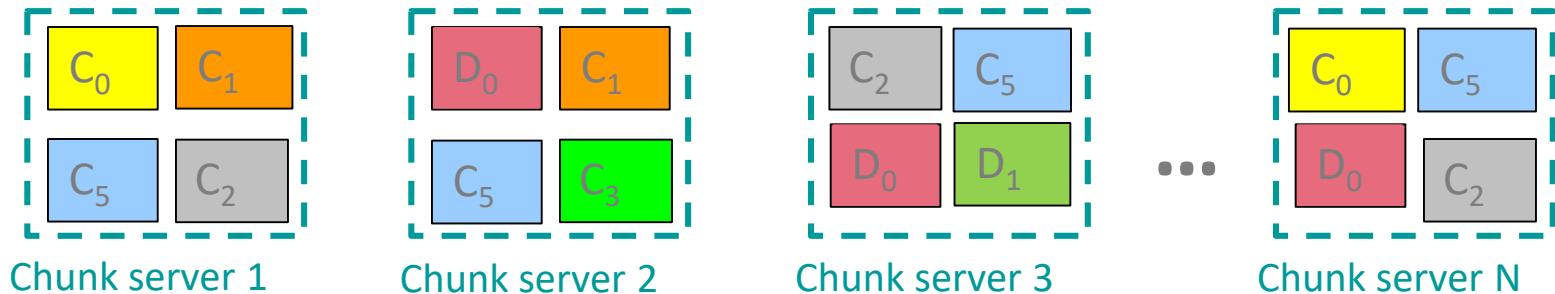 C0 C1 D0 C1 C2 C5 C0 C5
C5 C2 C5 C3 D0 D1 ... D0 C2
Chunk server 1 Chunk server 2 Chunk server 3 Chunk server N